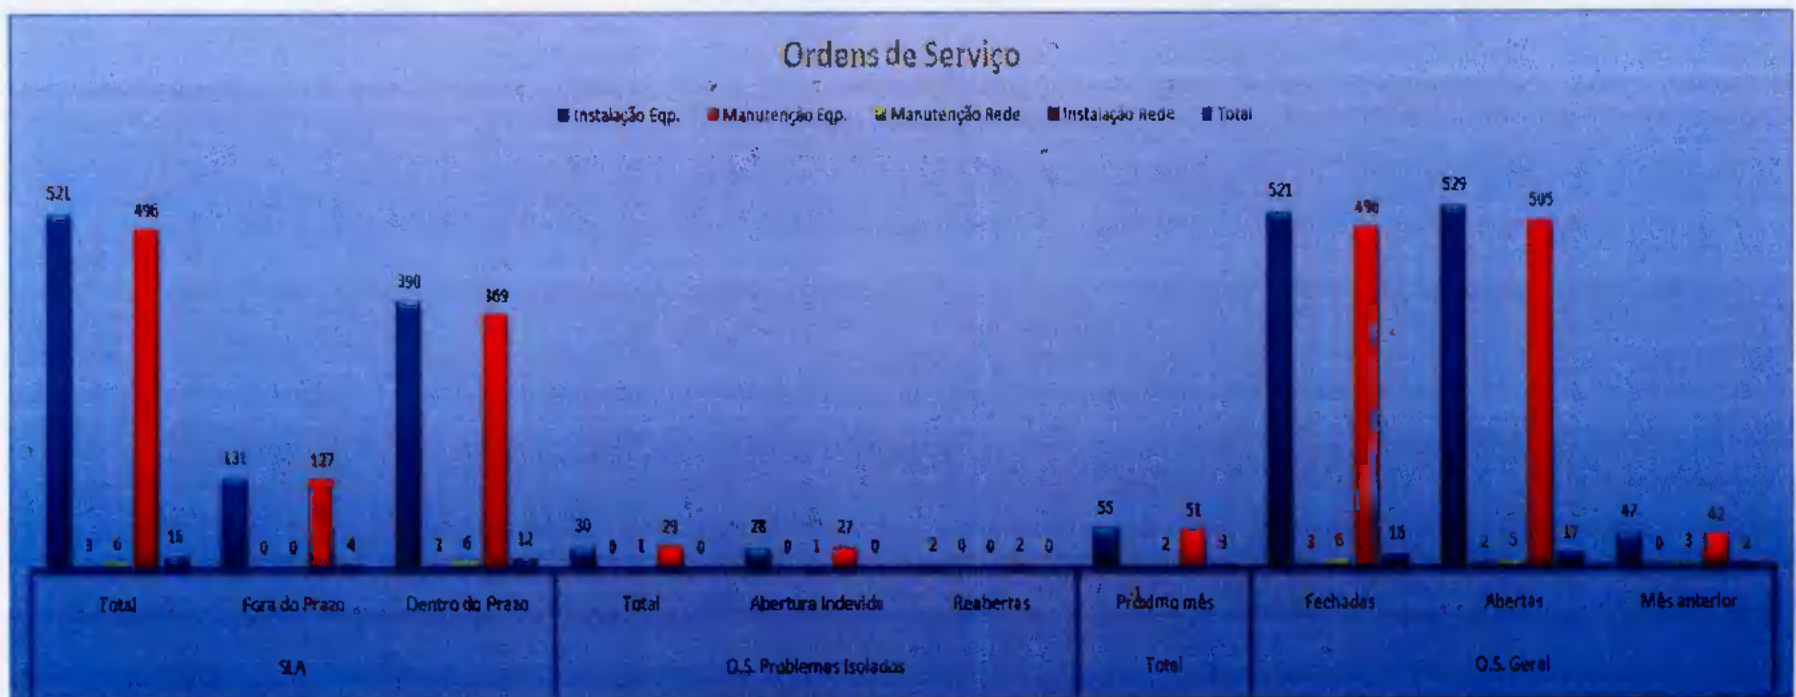 Ordens de Serviço
Instalação Eqp. Manutenção Eqp. Manutenção Rede Instalação Rede Total
521 3 6 496 16
131 0 0 127 4
390 6 369 12
30 0 1 29 0
28 0 1 27 0
2 0 0 2 0
55 2 51 3
521 3 6 496 16
529 2 5 505 17
47 0 3 42 2
Total Fora do Prazo Dentro do Prazo Total Abertura Indevida Reabertas Próximo mês Fechadas Abertas Mês anterior
SLA O.S. Problemas Isolados Total O.S. Geral